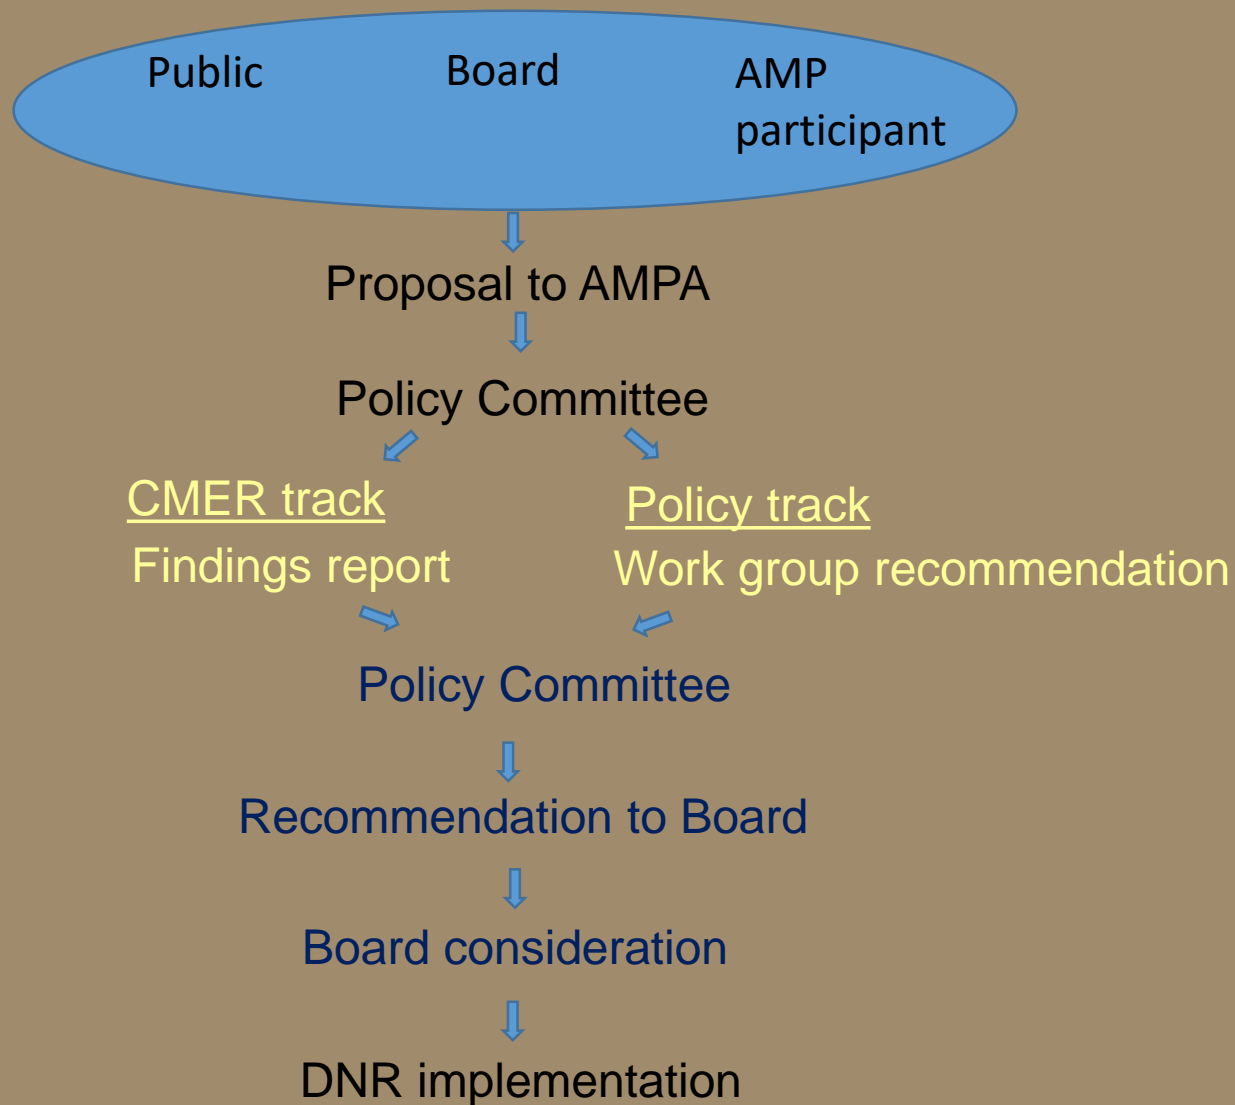 Public
Board
AMP
participant
Proposal to AMPA
Policy Committee
CMER track
Findings report
Policy track
Work group recommendation
Policy Committee
Recommendation to Board
Board consideration
DNR implementation